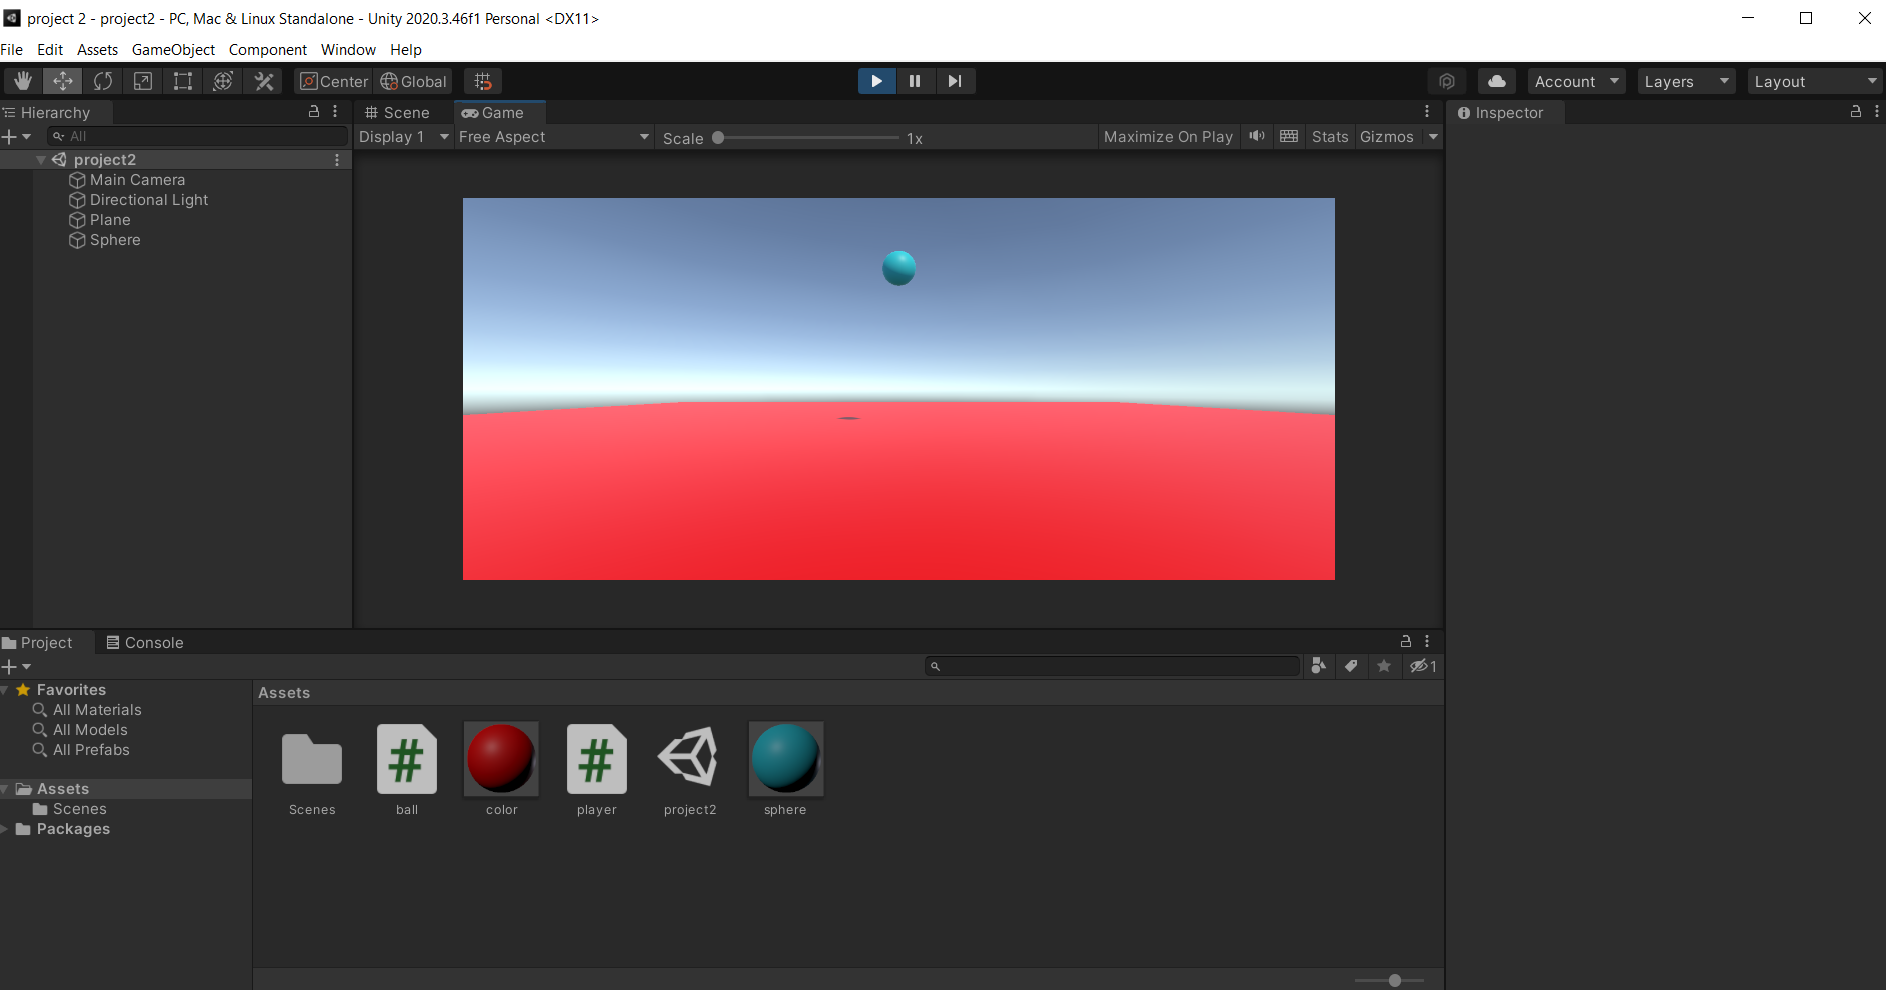 project 2 - project2 - PC, Mac & Linux Standalone - Unity 2020.3.46f1 Personal <DX11>
File Edit Assets GameObject Component Window Help
Center Global Account Layers Layout
Hierarchy Scene Game Inspector
All Display 1 Free Aspect Scale 1x Maximize On Play Stats Gizmos
project2
Main Camera
Directional Light
Plane
Sphere
Project Console
1
Favorites Assets
All Materials
All Models
All Prefabs
Assets
Scenes
Packages
# #
Scenes ball color player project2 sphere